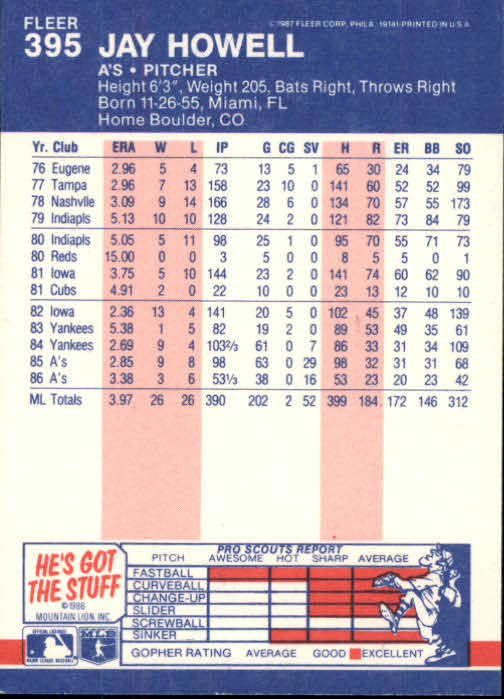 FLEER
395 JAY HOWELL
©1987 FLEER CORP., PHILA. 19141-PRINTED IN U.S.A.
A'S • PITCHER
Height 6'3", Weight 205, Bats Right, Throws Right
Born 11-26-55, Miami, FL
Home Boulder, CO
Yr. Club ERA W L IP G CG SV H R ER BB SO
76 Eugene 2.96 5 4 73 13 5 1 65 30 24 34 79
77 Tampa 2.96 7 13 158 23 10 0 141 60 52 52 99
78 Nashvlle 3.09 9 14 166 28 6 0 134 70 57 55 173
79 Indiapls 5.13 10 10 128 24 2 0 121 82 73 84 79
80 Indiapls 5.05 5 11 98 25 1 0 95 70 55 71 73
80 Reds 15.00 0 0 3 5 0 0 8 5 5 0 1
81 Iowa 3.75 5 10 144 23 2 0 141 74 60 62 90
81 Cubs 4.91 2 0 22 10 0 0 23 13 12 10 10
82 Iowa 2.36 13 4 141 20 5 0 102 45 37 48 139
83 Yankees 5.38 1 5 82 19 2 0 89 53 49 35 61
84 Yankees 2.69 9 4 103⅔ 61 0 7 86 33 31 34 109
85 A's 2.85 9 8 98 63 0 29 98 32 31 31 68
86 A's 3.38 3 6 53⅓ 38 0 16 53 23 20 23 42
ML Totals 3.97 26 26 390 202 2 52 399 184 172 146 312
HE'S GOT
THE STUFF
©1986
MOUNTAIN LION, INC.
PRO SCOUTS REPORT
PITCH AWESOME HOT SHARP AVERAGE
FASTBALL
CURVEBALL
CHANGE-UP
SLIDER
SCREWBALL
SINKER
GOPHER RATING AVERAGE GOOD EXCELLENT
OFFICIAL LICENSEE
MAJOR LEAGUE BASEBALL
MLB